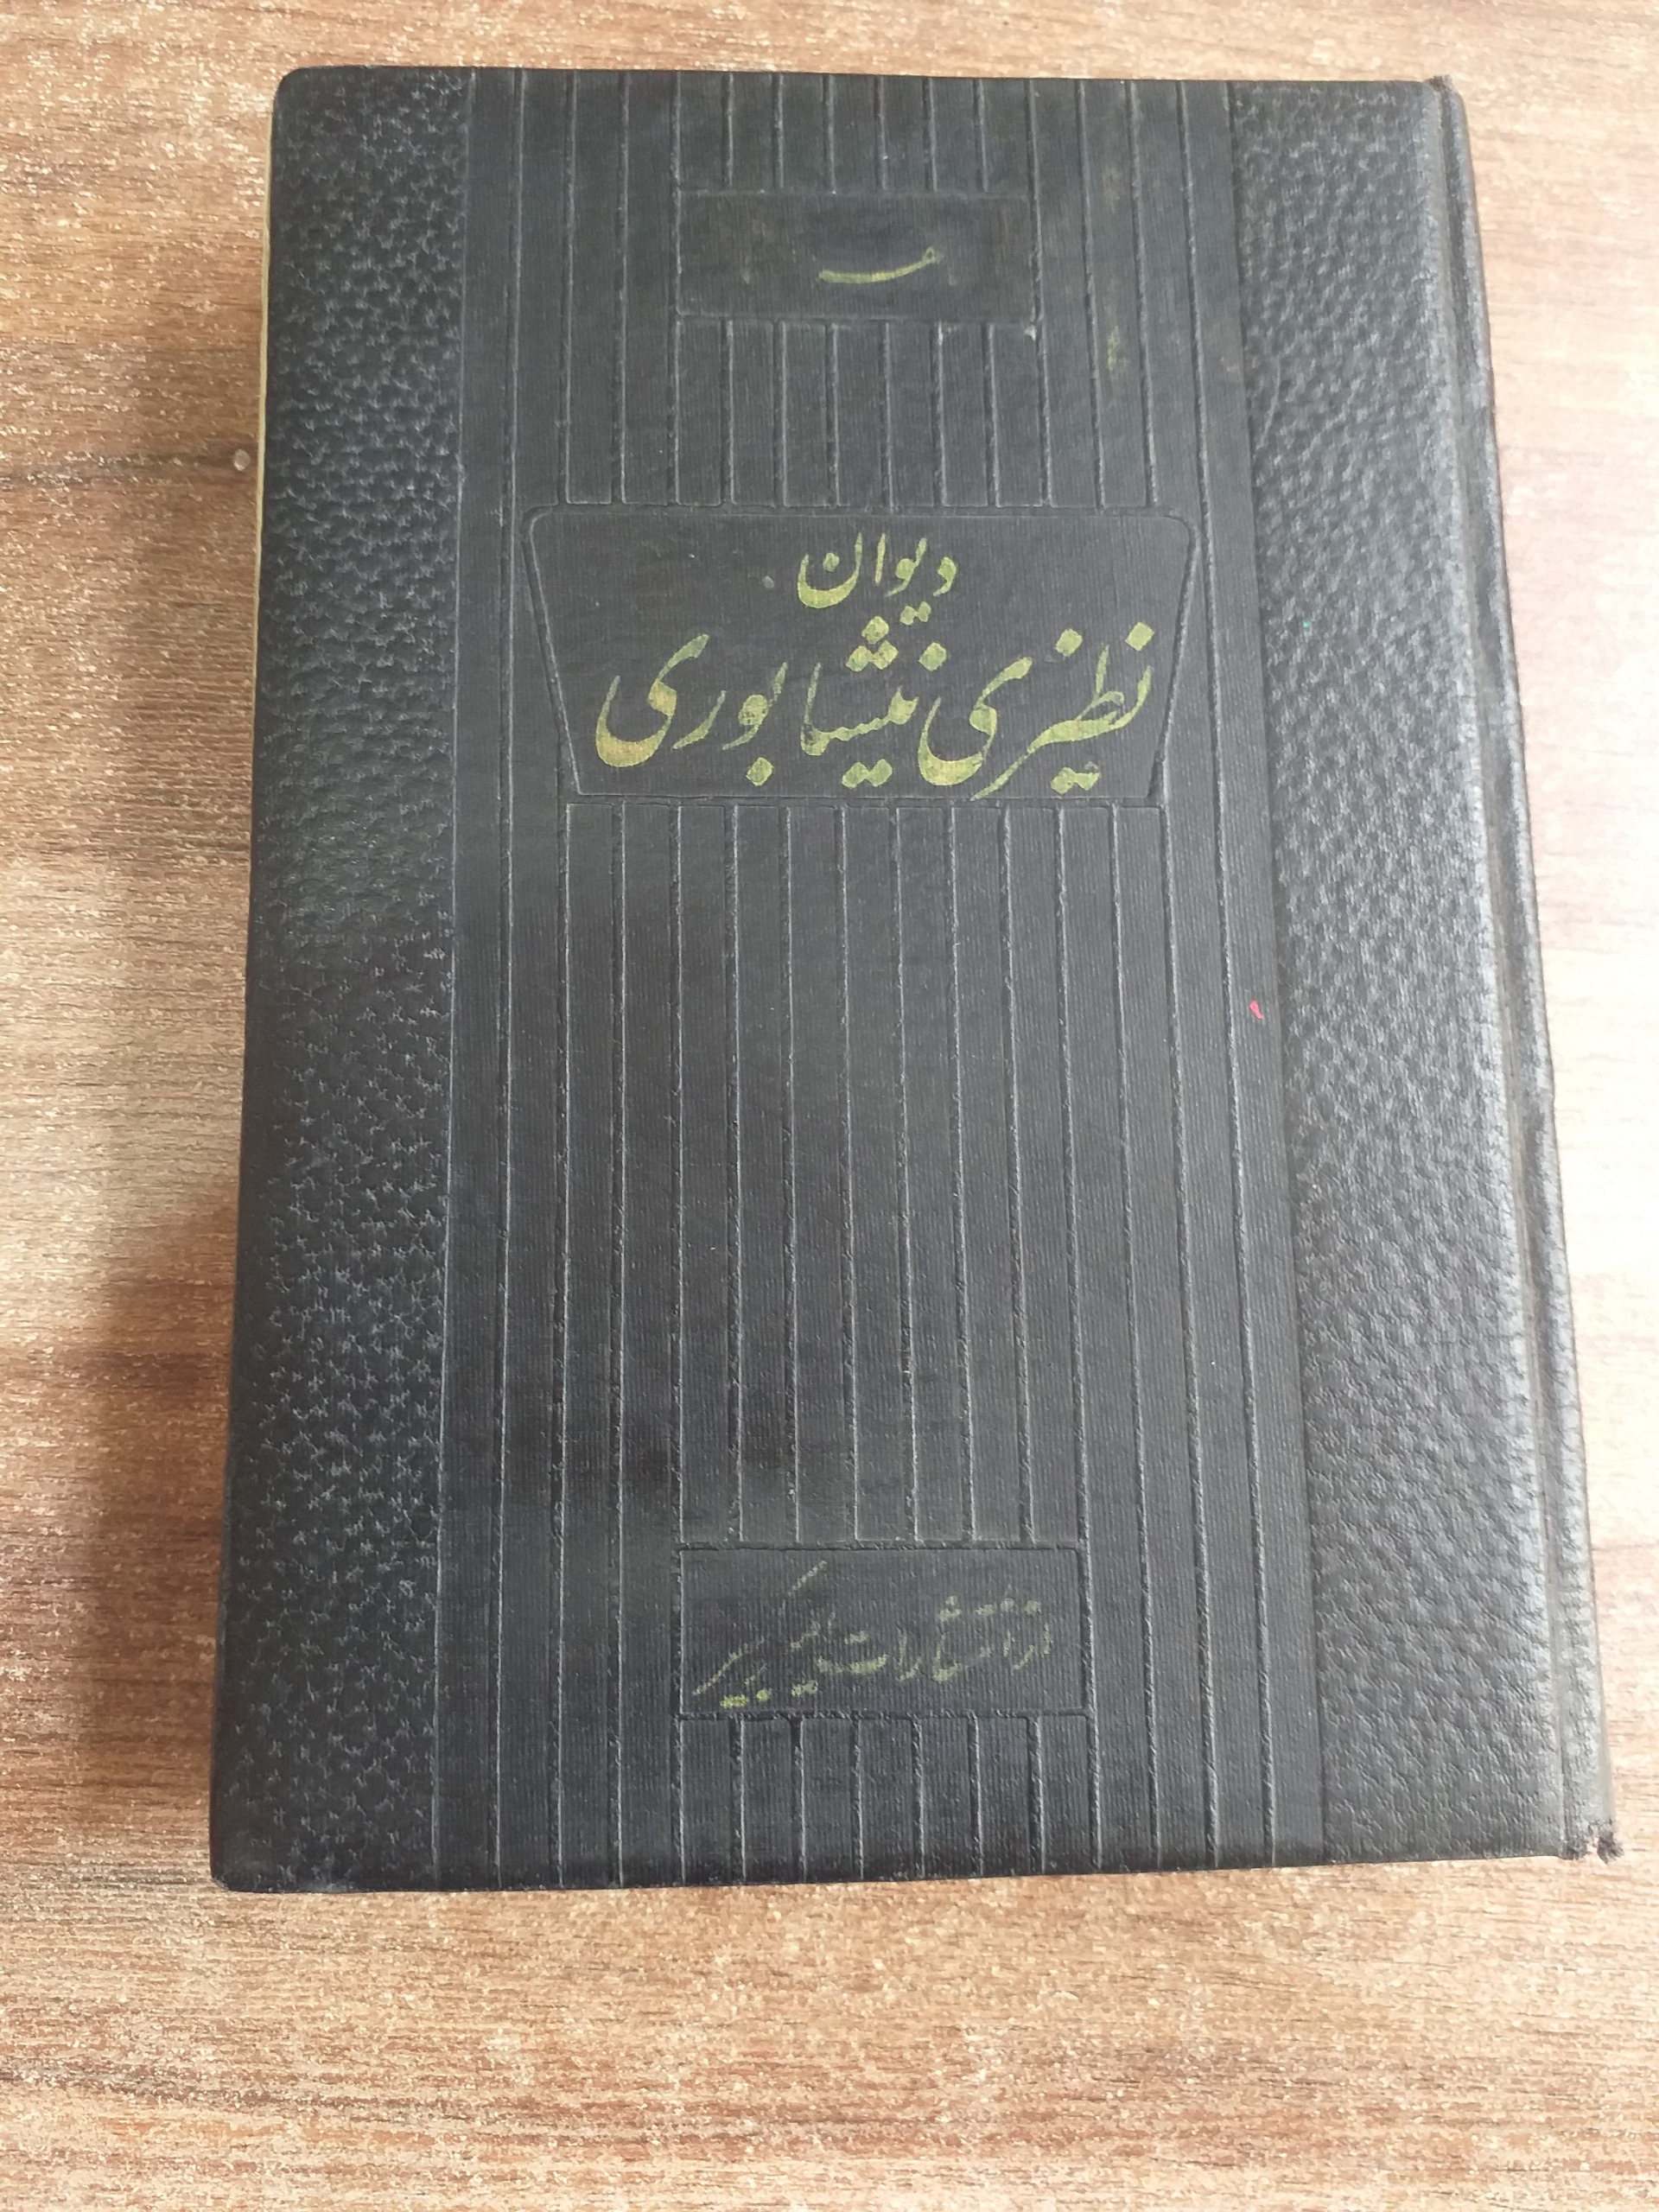 دیوان
نظیری نیشابوری
از انتشارات امیرکبیر